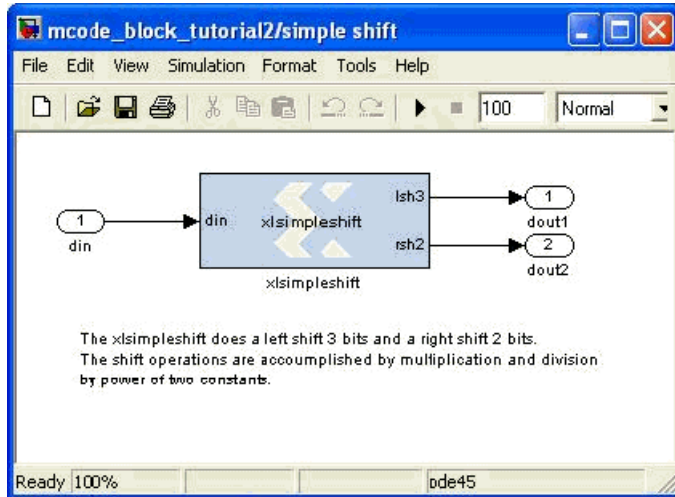 mcode_block_tutorial2/simple shift
File Edit View Simulation Format Tools Help
100 Normal
1
din
din
xlsimpleshift
lsh3
rsh2
xlsimpleshift
1
dout1
2
dout2
The xlsimpleshift does a left shift 3 bits and a right shift 2 bits.
The shift operations are accoumplished by multiplication and division
by power of two constants.
Ready 100% ode45